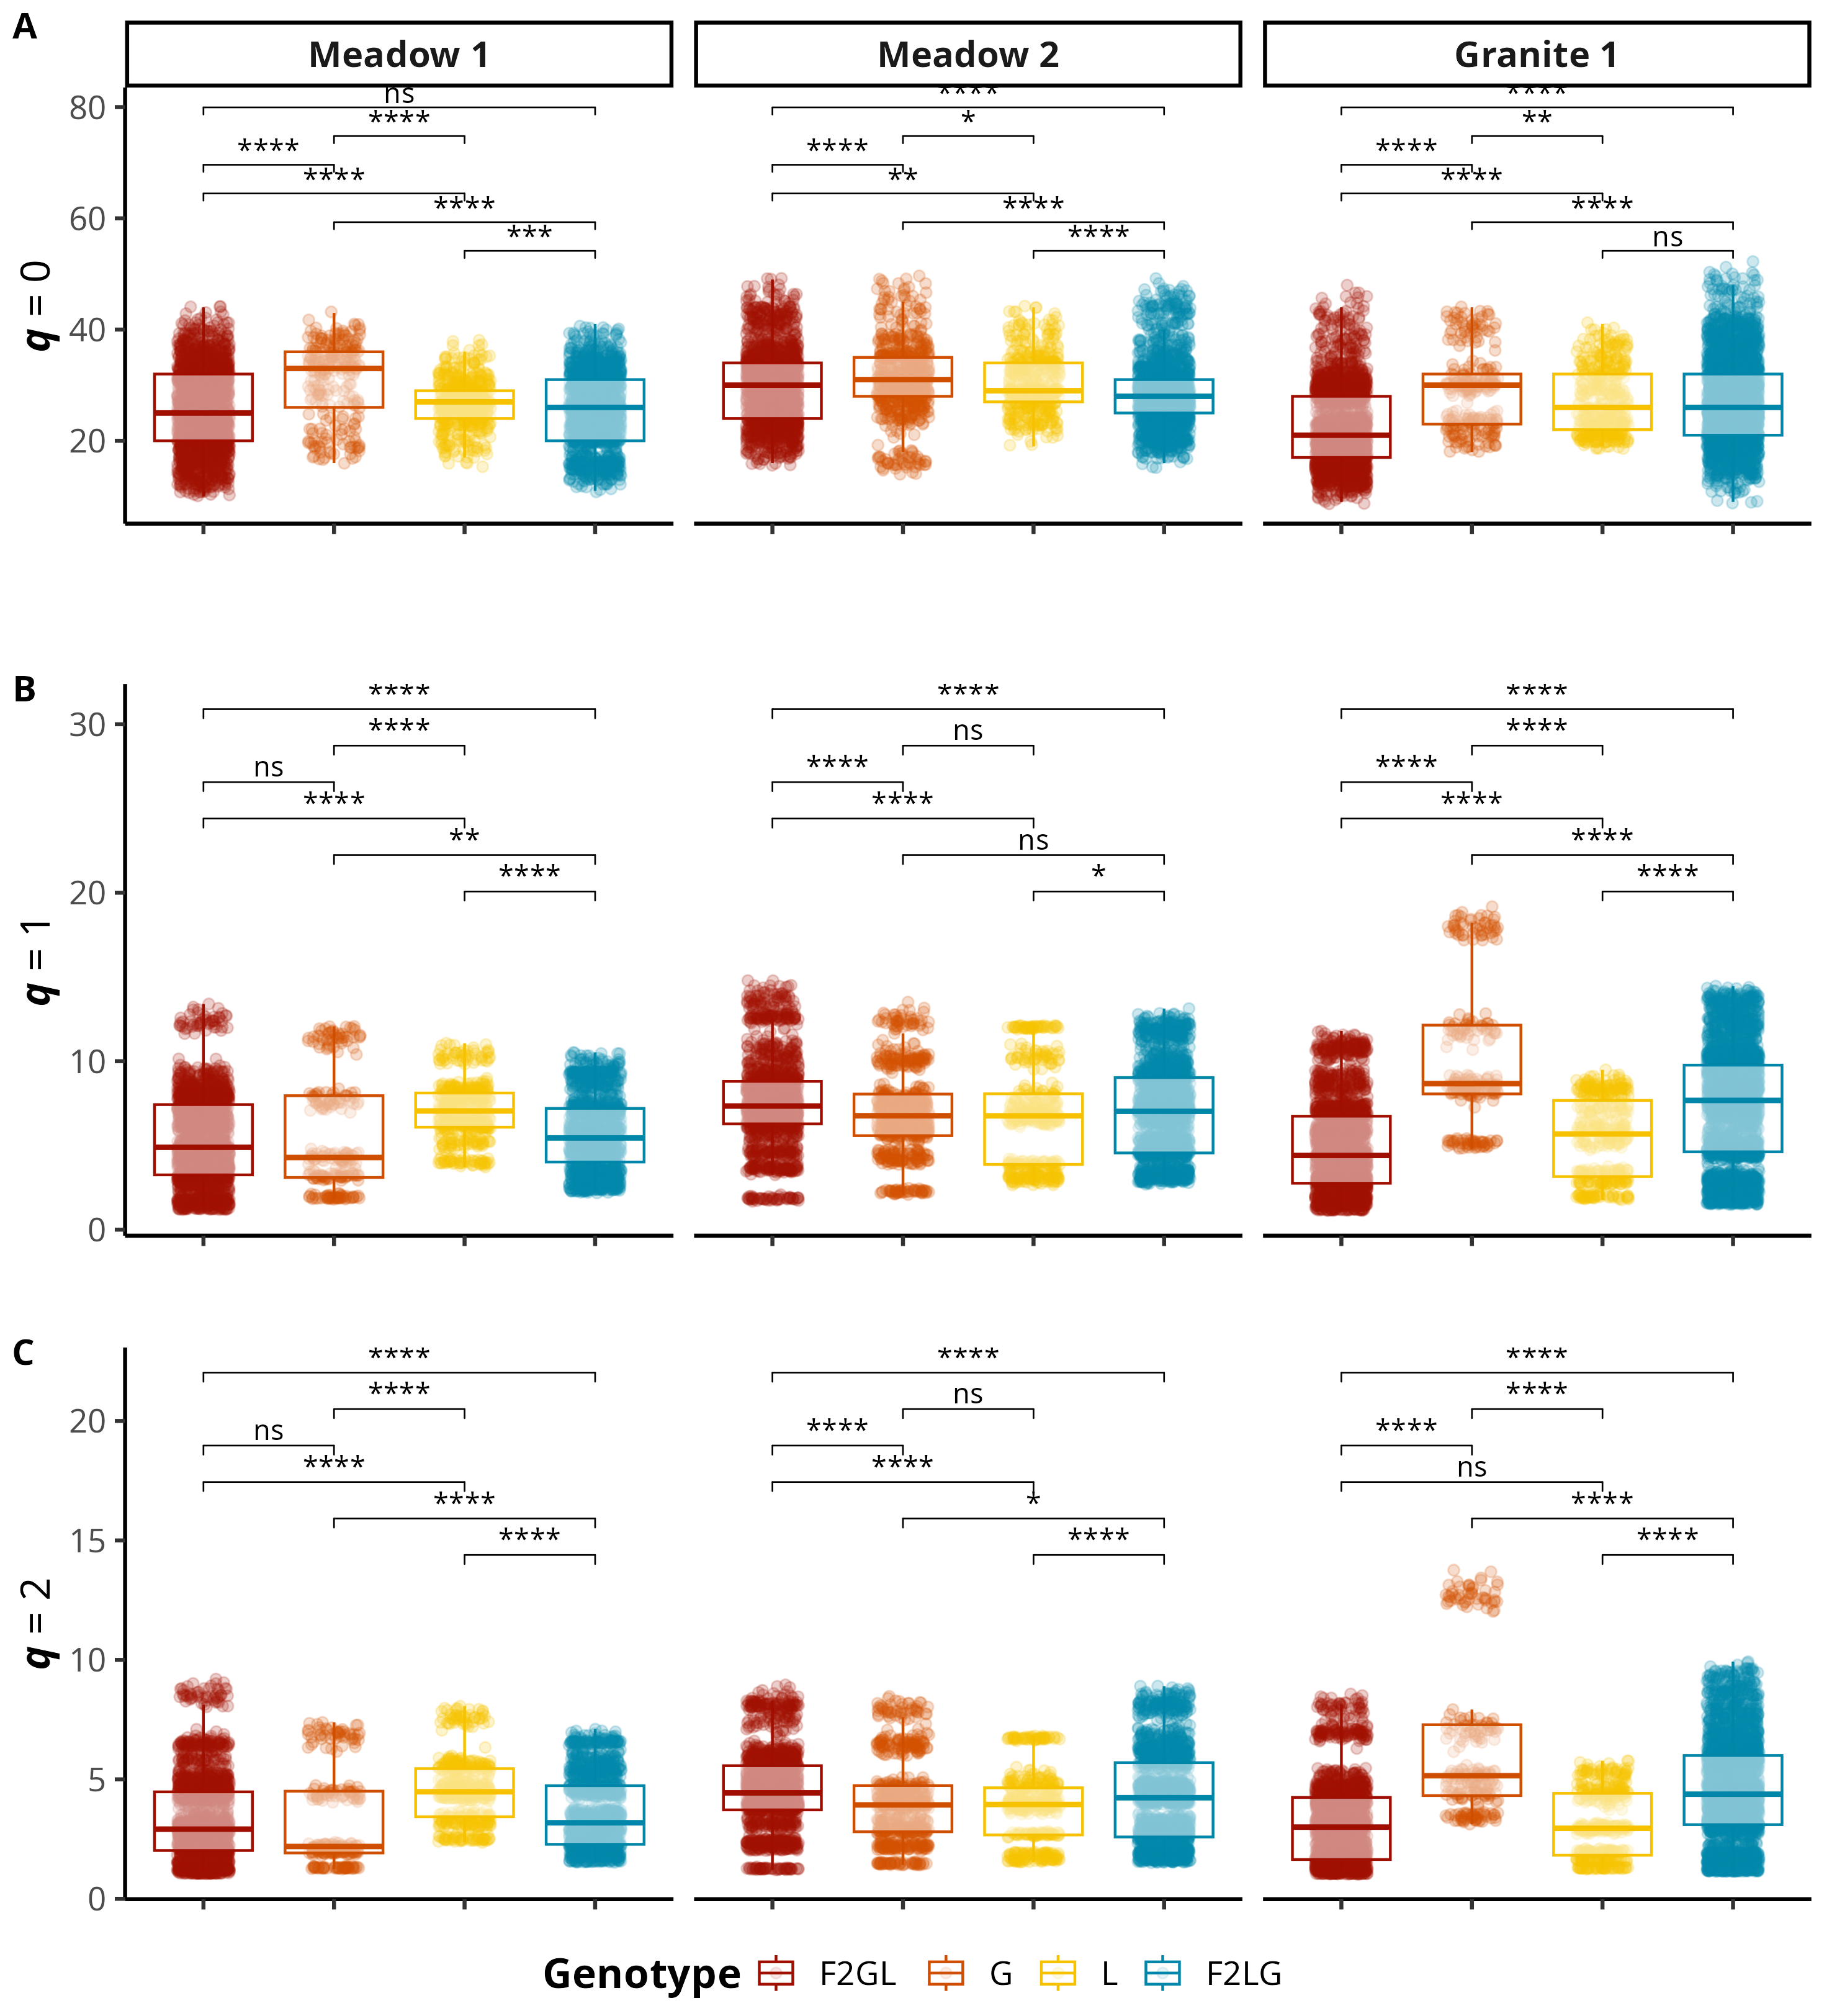 A
Meadow 1 Meadow 2 Granite 1
80 ns **** ****
**** * **
**** **** ****
**** ** ****
60 **** **** ****
*** **** ns
q = 0
40
20
B
**** **** ****
30 **** ns ****
ns **** ****
**** **** ****
** ns ****
**** * ****
20
q = 1
10
0
C
**** **** ****
**** ns ****
20 ns **** ****
**** **** ns
**** * ****
**** **** ****
15
q = 2
10
5
0
Genotype F2GL G L F2LG